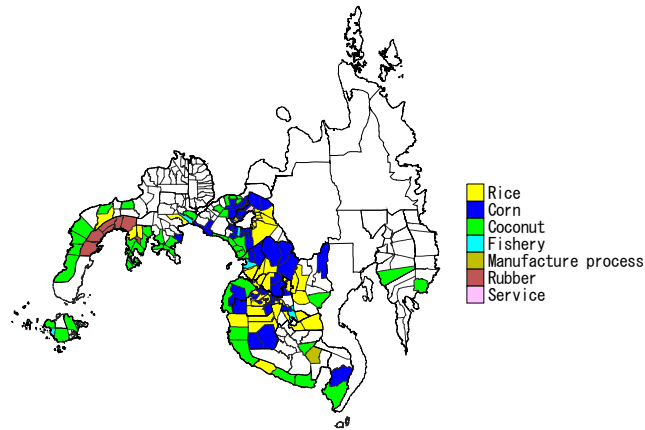 Rice
Corn
Coconut
Fishery
Manufacture process
Rubber
Service